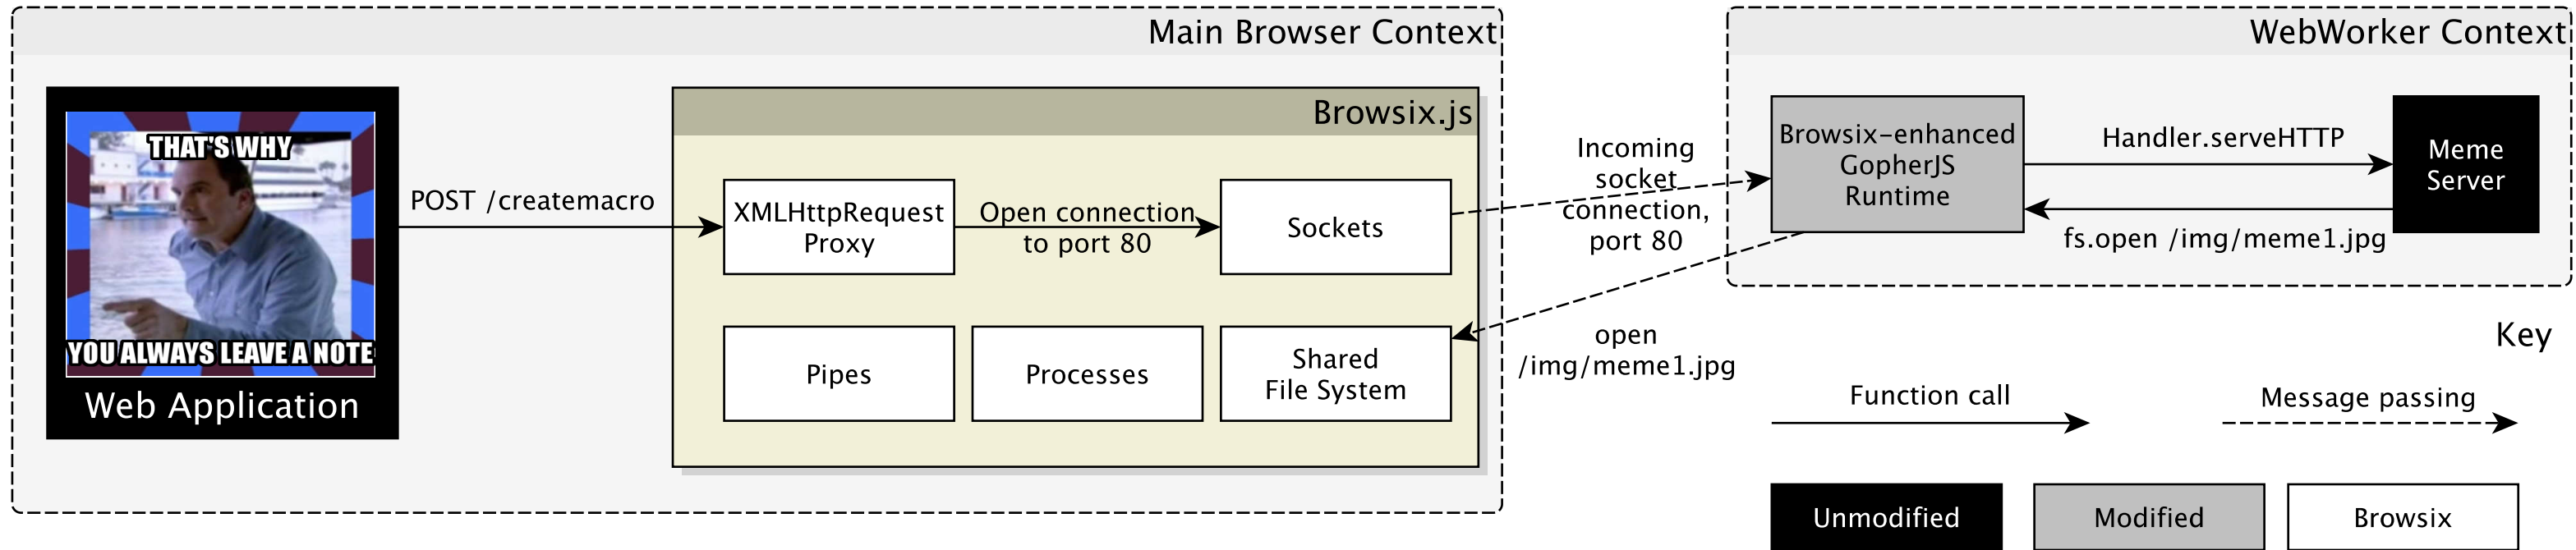 Main Browser Context
THAT'S WHY
YOU ALWAYS LEAVE A NOTE
Web Application
POST /createmacro
Browsix.js
XMLHttpRequest
Proxy
Open connection
to port 80
Sockets
Pipes
Processes
Shared
File System
Incoming
socket
connection,
port 80
open
/img/meme1.jpg
WebWorker Context
Browsix-enhanced
GopherJS
Runtime
Handler.serveHTTP
fs.open /img/meme1.jpg
Meme
Server
Key
Function call
Message passing
Unmodified
Modified
Browsix